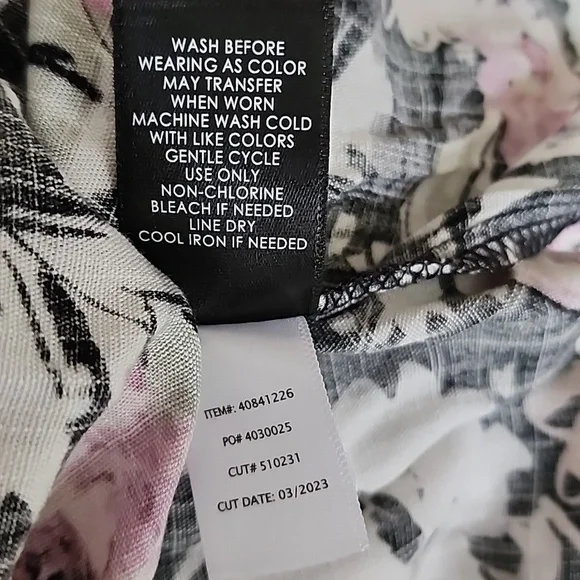 WASH BEFORE
WEARING AS COLOR
MAY TRANSFER
WHEN WORN
MACHINE WASH COLD
WITH LIKE COLORS
GENTLE CYCLE
USE ONLY
NON-CHLORINE
BLEACH IF NEEDED
LINE DRY
COOL IRON IF NEEDED
ITEM#: 40841226
PO# 4030025
CUT# 510231
CUT DATE: 03/2023